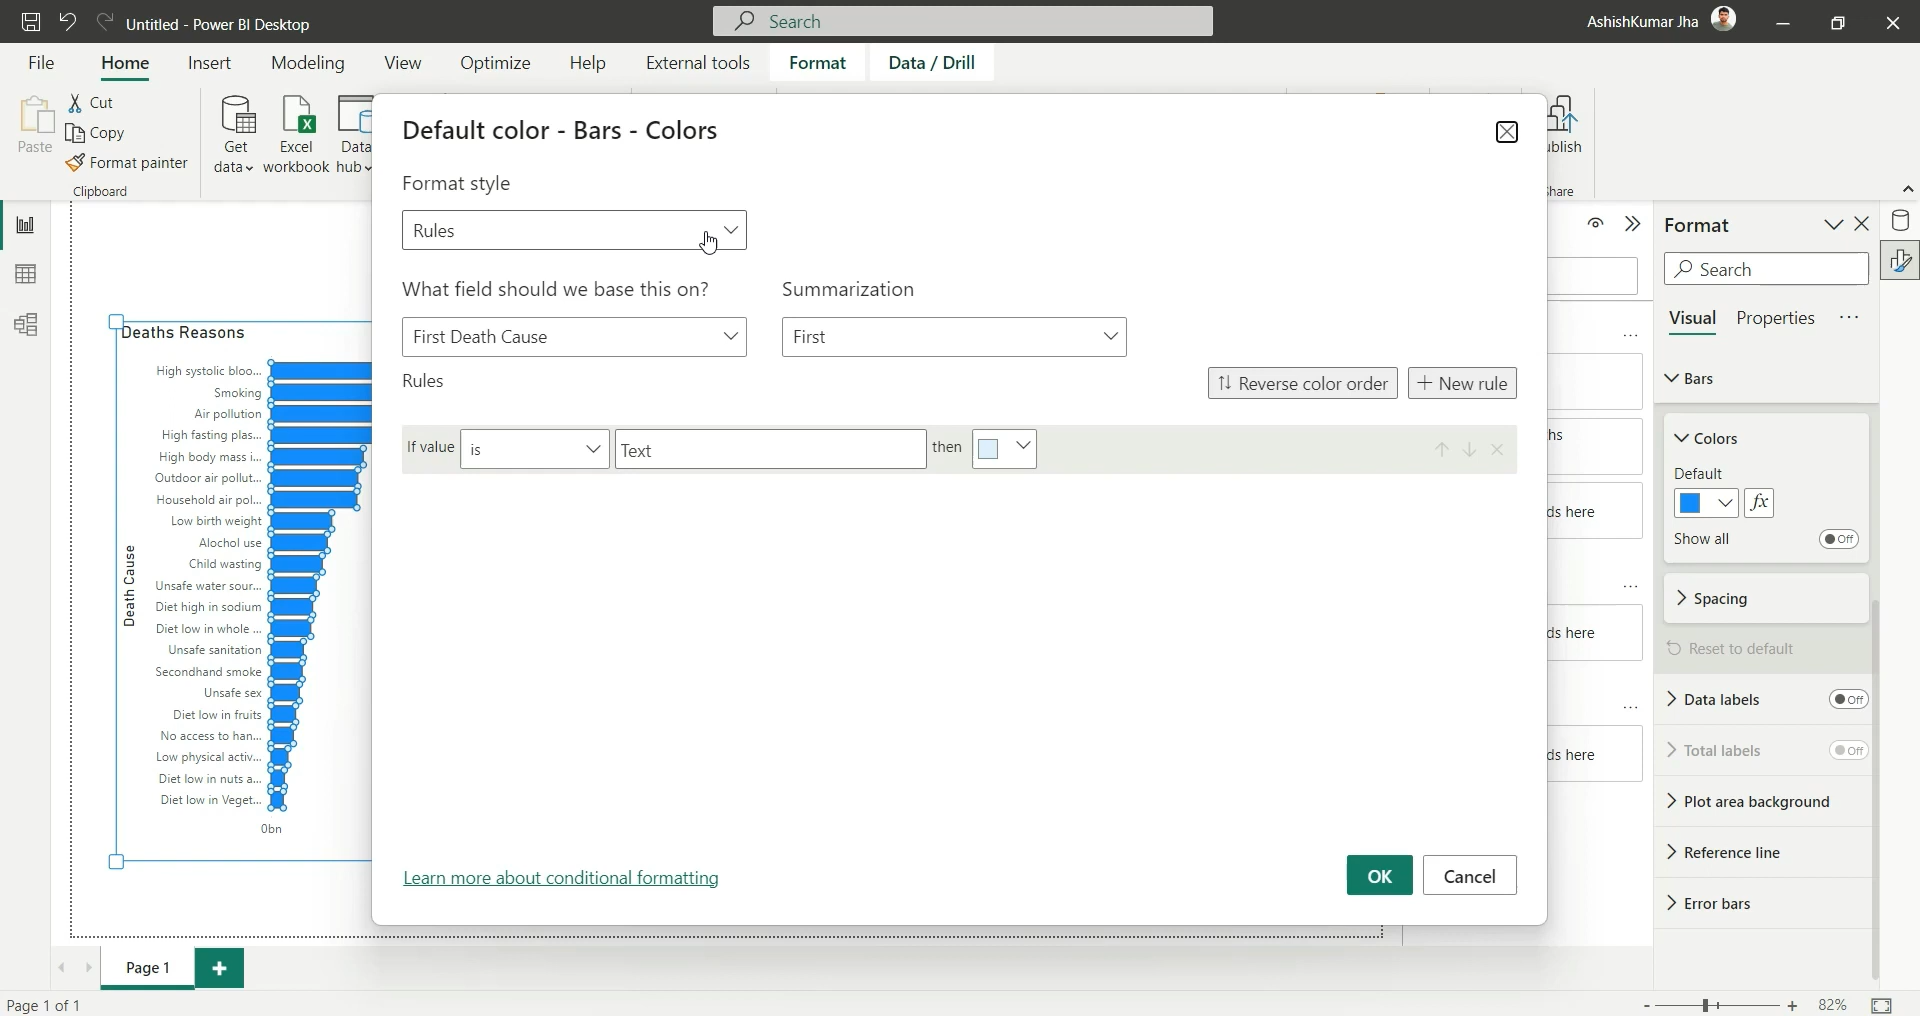 Untitled - Power BI Desktop
Search
AshishKumar Jha
File Home Insert Modeling View Optimize Help External tools Format Data / Drill
Paste
Cut
Copy
Format painter
Clipboard
Get data
Excel workbook
Data hub
ublish
Share
Default color - Bars - Colors
Format style
Rules
What field should we base this on?
Summarization
First Death Cause
First
Rules
Reverse color order
New rule
If value
is
Text
then
Learn more about conditional formatting
OK
Cancel
Deaths Reasons
Death Cause
High systolic bloo...
Smoking
Air pollution
High fasting plas...
High body mass i...
Outdoor air pollut...
Household air pol...
Low birth weight
Alochol use
Child wasting
Unsafe water sour...
Diet high in sodium
Diet low in whole ...
Unsafe sanitation
Secondhand smoke
Unsafe sex
Diet low in fruits
No access to han...
Low physical activ...
Diet low in nuts a...
Diet low in Veget...
0bn
hs
ds here
ds here
ds here
Format
Search
Visual Properties
Bars
Colors
Default
fx
Show all Off
Spacing
Reset to default
Data labels Off
Total labels Off
Plot area background
Reference line
Error bars
Page 1
Page 1 of 1
82%